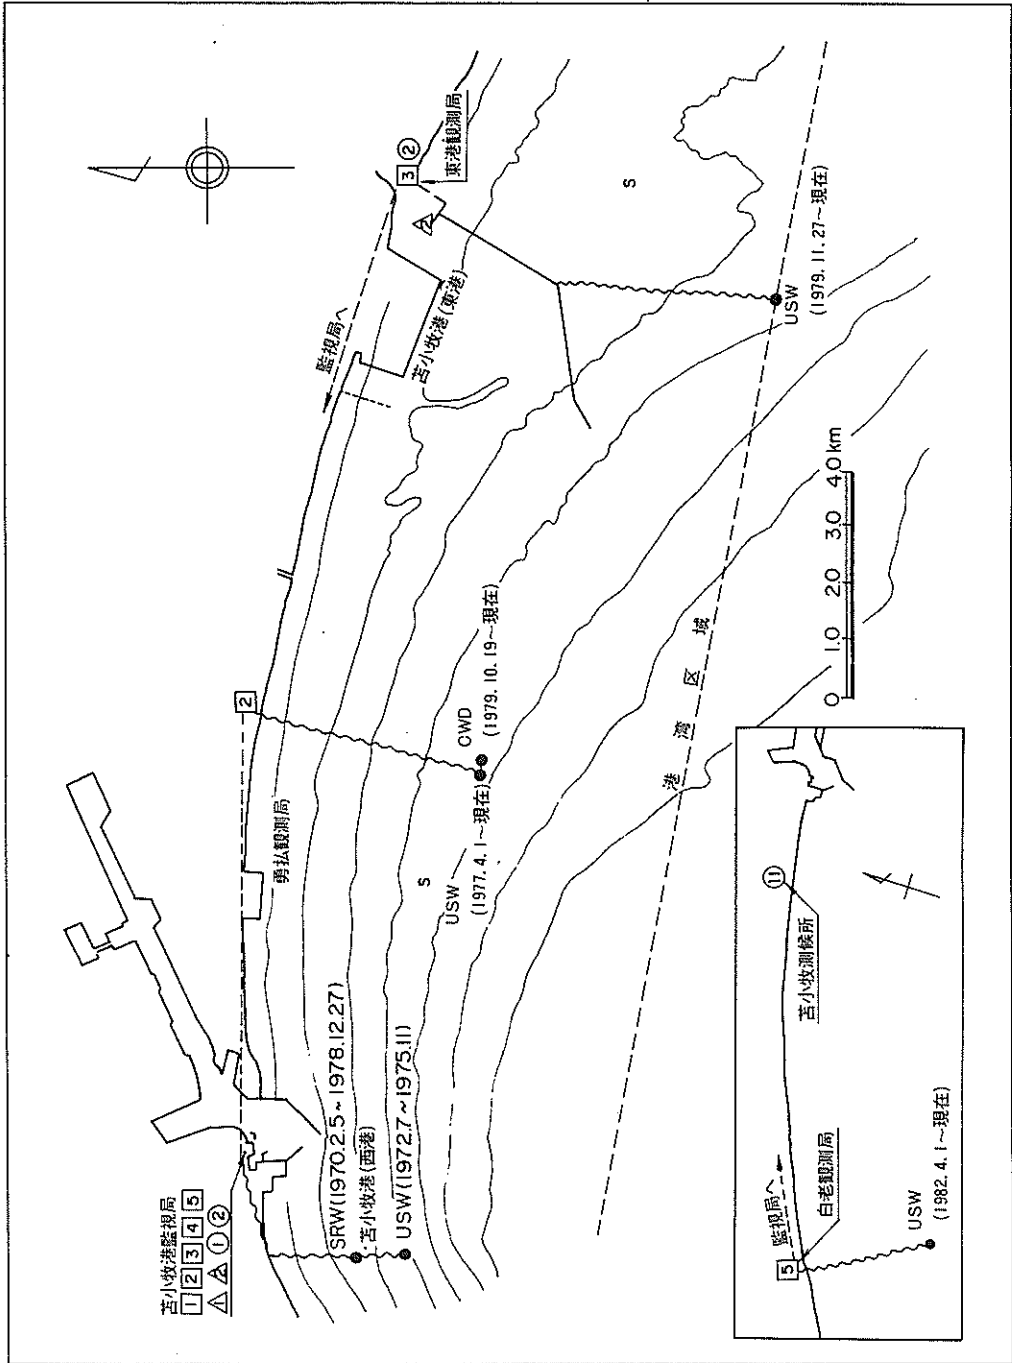 苫小牧港監視局
1 2 3 4 5
1 2 ① ②
SRW(1970.2.5~1978.12.27)
苫小牧港(西港)
USW(1972.7~1975.11)
勇払観測局
2
S
USW
(1977.4.1~現在)
CWD
(1979.10.19~現在)
監視局へ
苫小牧港(東港)
2
3 ②
東港観測局
S
USW
(1979.11.27~現在)
港湾区域
0 1.0 2.0 3.0 4.0 km
5
監視局へ
白老観測局
USW
(1982.4.1~現在)
⑪
苫小牧測候所